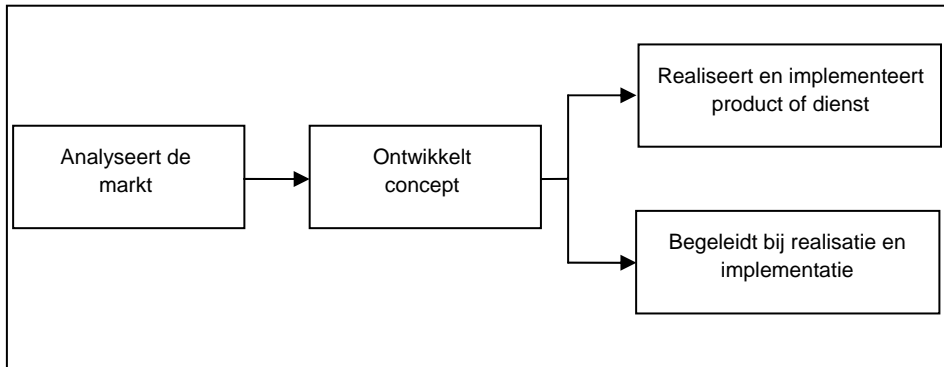 Analyseert de
markt
Ontwikkelt
concept
Realiseert en implementeert
product of dienst
Begeleidt bij realisatie en
implementatie